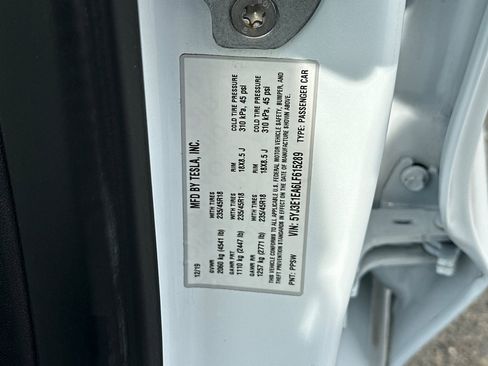 MFD BY TESLA, INC.
12/19
GVWR
2060 kg (4541 lb)
GAWR FRT WITH TIRES RIM COLD TIRE PRESSURE
1110 kg (2447 lb) 235/45R18 18X8.5 J 310 kPa, 45 psi
GAWR RR WITH TIRES RIM COLD TIRE PRESSURE
1257 kg (2771 lb) 235/45R18 18X8.5 J 310 kPa, 45 psi
THIS VEHICLE CONFORMS TO ALL APPLICABLE U.S. FEDERAL MOTOR VEHICLE SAFETY, BUMPER, AND
THEFT PREVENTION STANDARDS IN EFFECT ON THE DATE OF MANUFACTURE SHOWN ABOVE.
PNT: PPSW VIN: 5YJ3E1EA6LF615289 TYPE: PASSENGER CAR